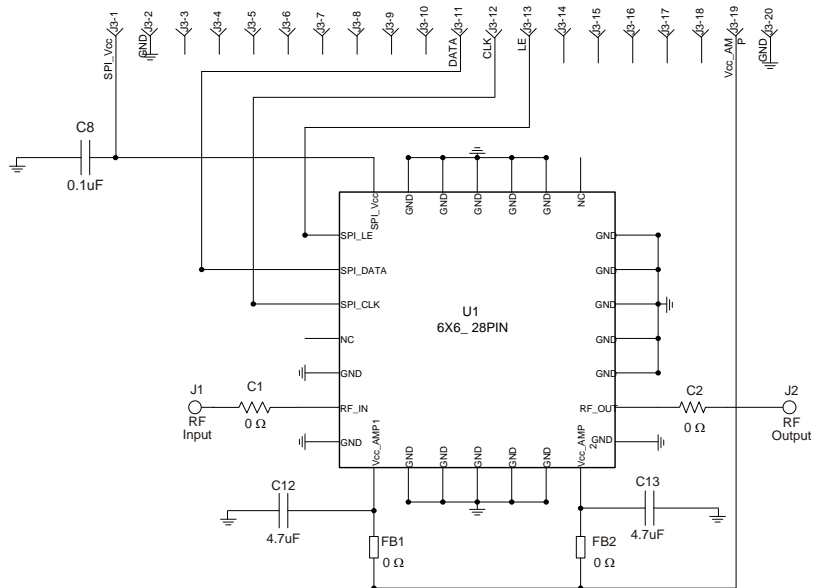 J3-1
J3-2
J3-3
J3-4
J3-5
J3-6
J3-7
J3-8
J3-9
J3-10
J3-11
J3-12
J3-13
J3-14
J3-15
J3-16
J3-17
J3-18
J3-19
J3-20
SPI_Vcc
GND
DATA
CLK
LE
Vcc_AM
P
GND
C8
0.1uF
SPI_Vcc
GND
GND
GND
GND
GND
NC
SPI_LE
SPI_DATA
SPI_CLK
NC
GND
RF_IN
GND
U1
6X6_ 28PIN
GND
GND
GND
GND
GND
RF_OUT
GND
Vcc_AMP1
GND
GND
GND
GND
GND
Vcc_AMP
2
J1
RF
Input
C1
0 Ω
C2
0 Ω
J2
RF
Output
C12
4.7uF
C13
4.7uF
FB1
0 Ω
FB2
0 Ω